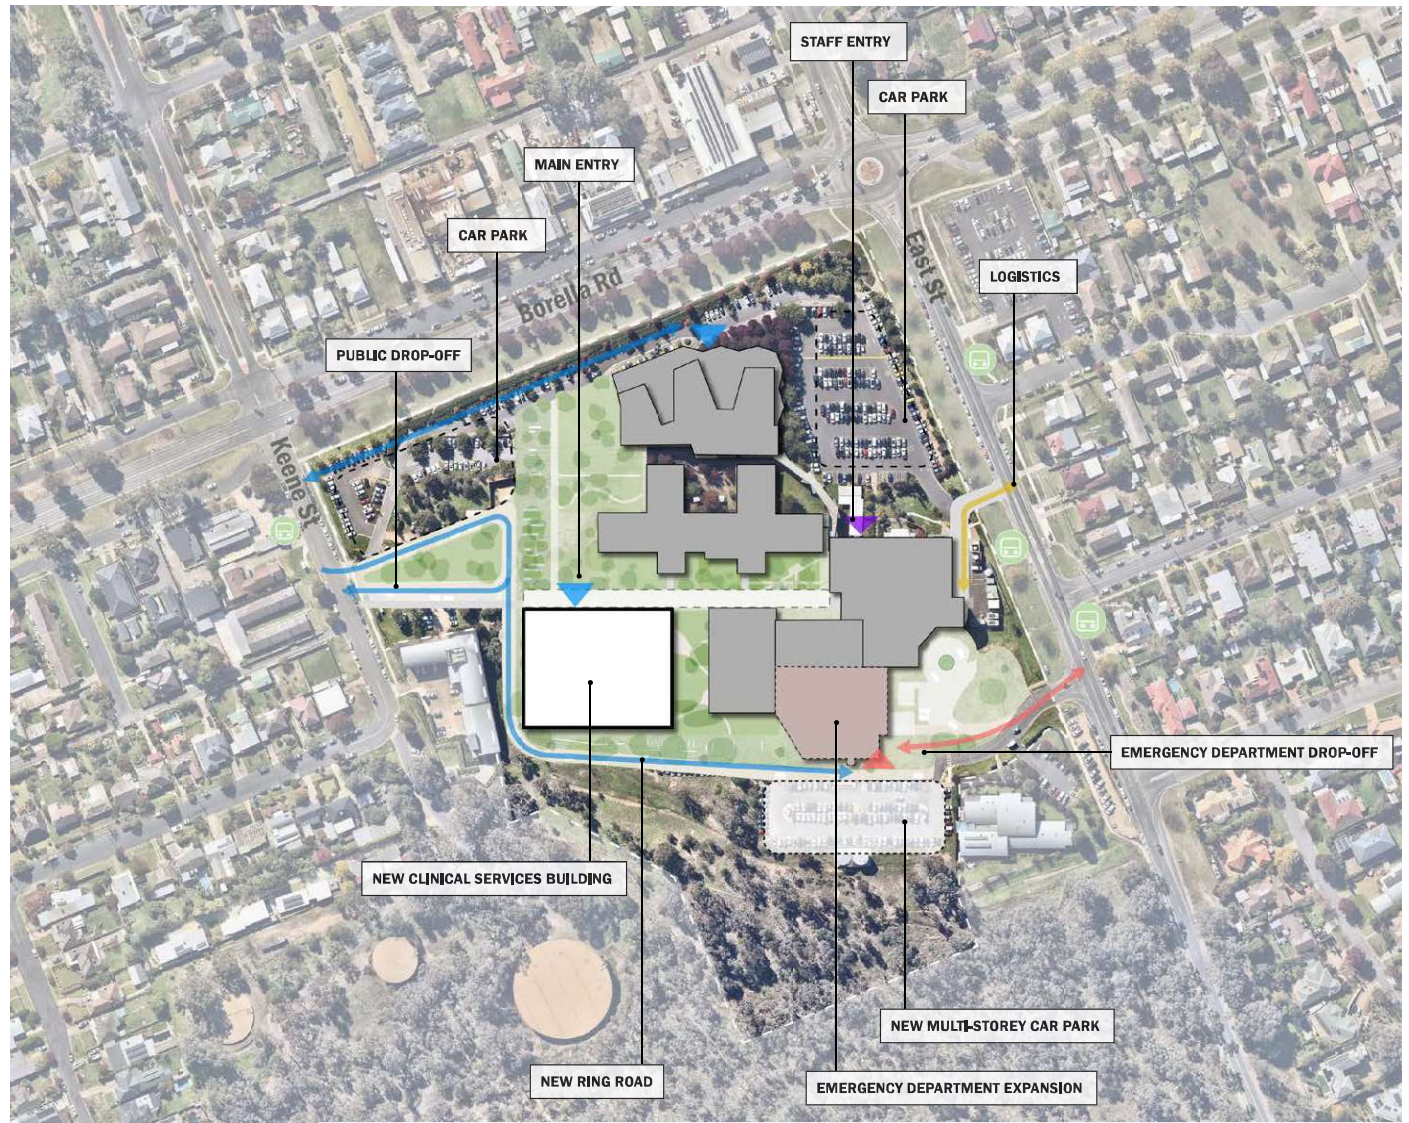 STAFF ENTRY
CAR PARK
MAIN ENTRY
CAR PARK
East St
LOGISTICS
Borella Rd
PUBLIC DROP-OFF
Keene St
EMERGENCY DEPARTMENT DROP-OFF
NEW CLINICAL SERVICES BUILDING
NEW MULTI-STOREY CAR PARK
NEW RING ROAD
EMERGENCY DEPARTMENT EXPANSION